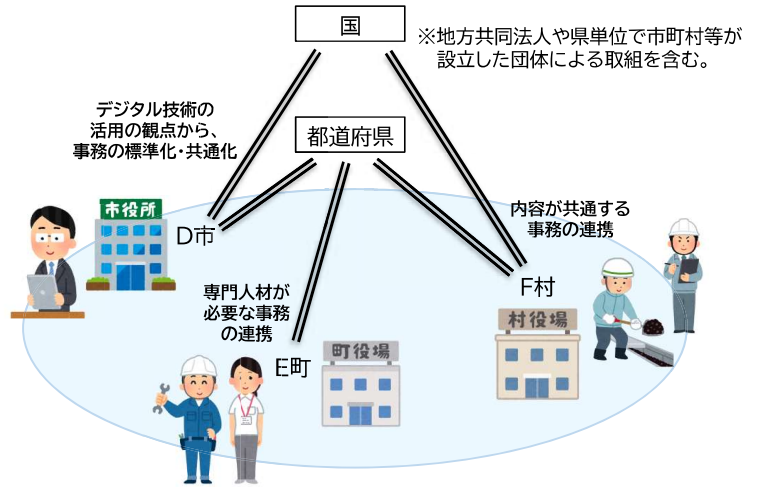 国
※地方共同法人や県単位で市町村等が
設立した団体による取組を含む。
デジタル技術の
活用の観点から、
事務の標準化・共通化
都道府県
市役所
D市
内容が共通する
事務の連携
専門人材が
必要な事務
の連携
F村
村役場
町役場
E町